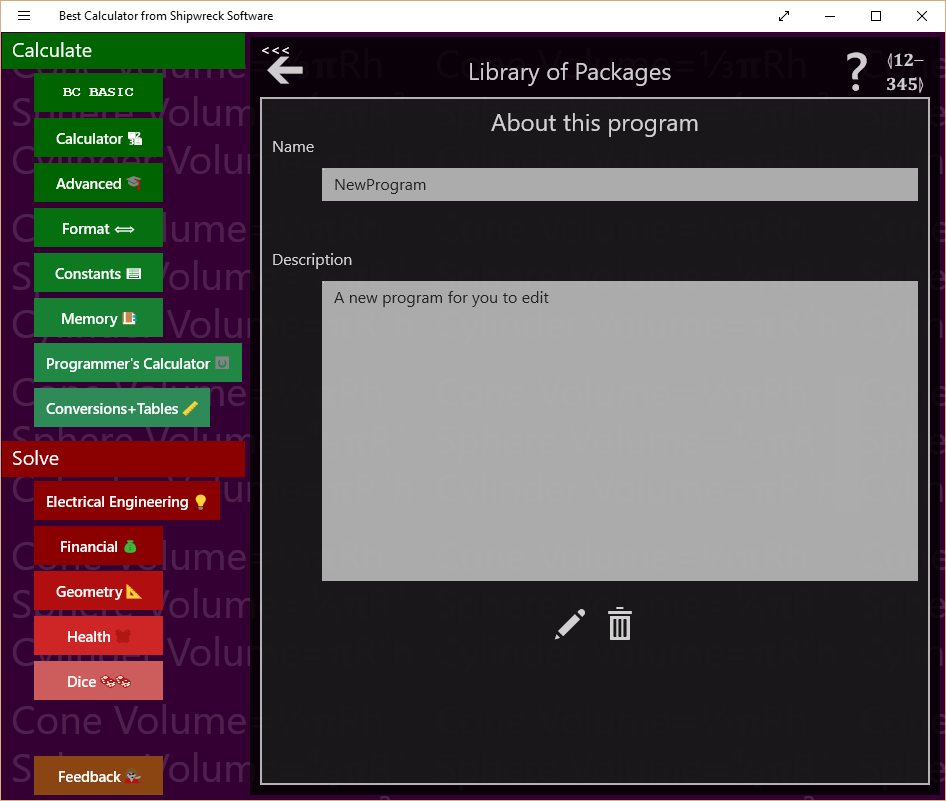 Best Calculator from Shipwreck Software
Calculate
BC BASIC
Calculator
Advanced
Format
Constants
Memory
Programmer's Calculator
Conversions+Tables
Solve
Electrical Engineering
Financial
Geometry
Health
Dice
Feedback
<<<
Library of Packages
?
(12–
345)
About this program
Name
NewProgram
Description
A new program for you to edit